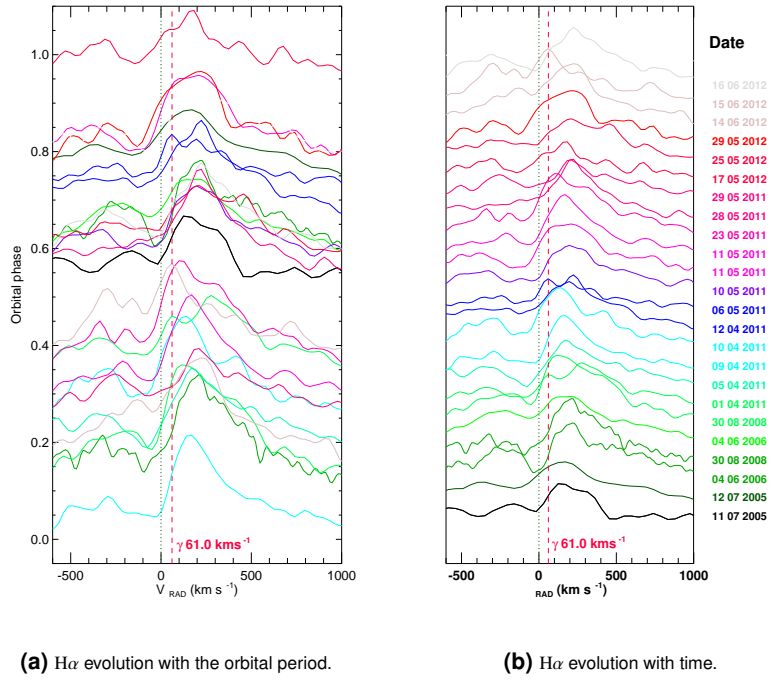 1.0
0.8
0.6
0.4
0.2
0.0
Orbital phase
γ 61.0 kms⁻¹
-500 0 500 1000
V RAD (km s⁻¹)
(a) Hα evolution with the orbital period.
γ 61.0 kms⁻¹
-500 0 500 1000
RAD (km s⁻¹)
(b) Hα evolution with time.
Date
16 06 2012
15 06 2012
14 06 2012
29 05 2012
25 05 2012
17 05 2012
29 05 2011
28 05 2011
23 05 2011
11 05 2011
11 05 2011
10 05 2011
06 05 2011
12 04 2011
10 04 2011
09 04 2011
05 04 2011
01 04 2011
30 08 2008
04 06 2006
30 08 2008
04 06 2006
12 07 2005
11 07 2005